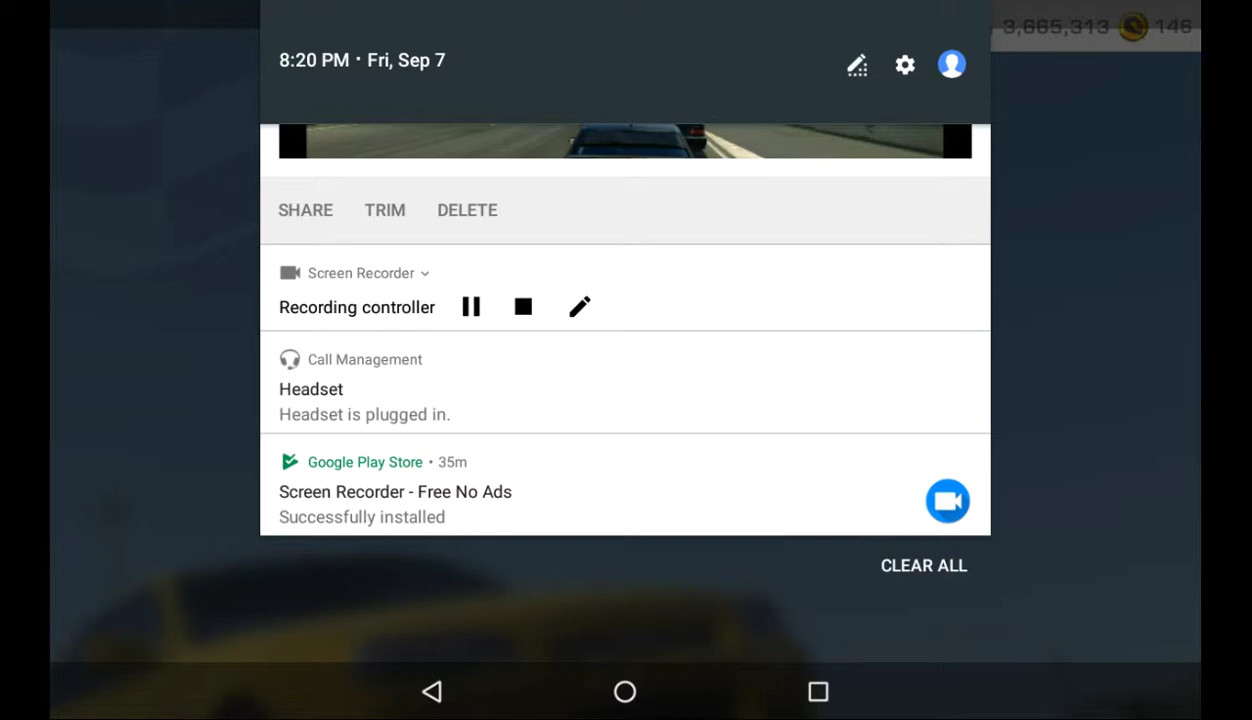 3,665,313 146
8:20 PM • Fri, Sep 7
SHARE TRIM DELETE
Screen Recorder
Recording controller
Call Management
Headset
Headset is plugged in.
Google Play Store • 35m
Screen Recorder - Free No Ads
Successfully installed
CLEAR ALL